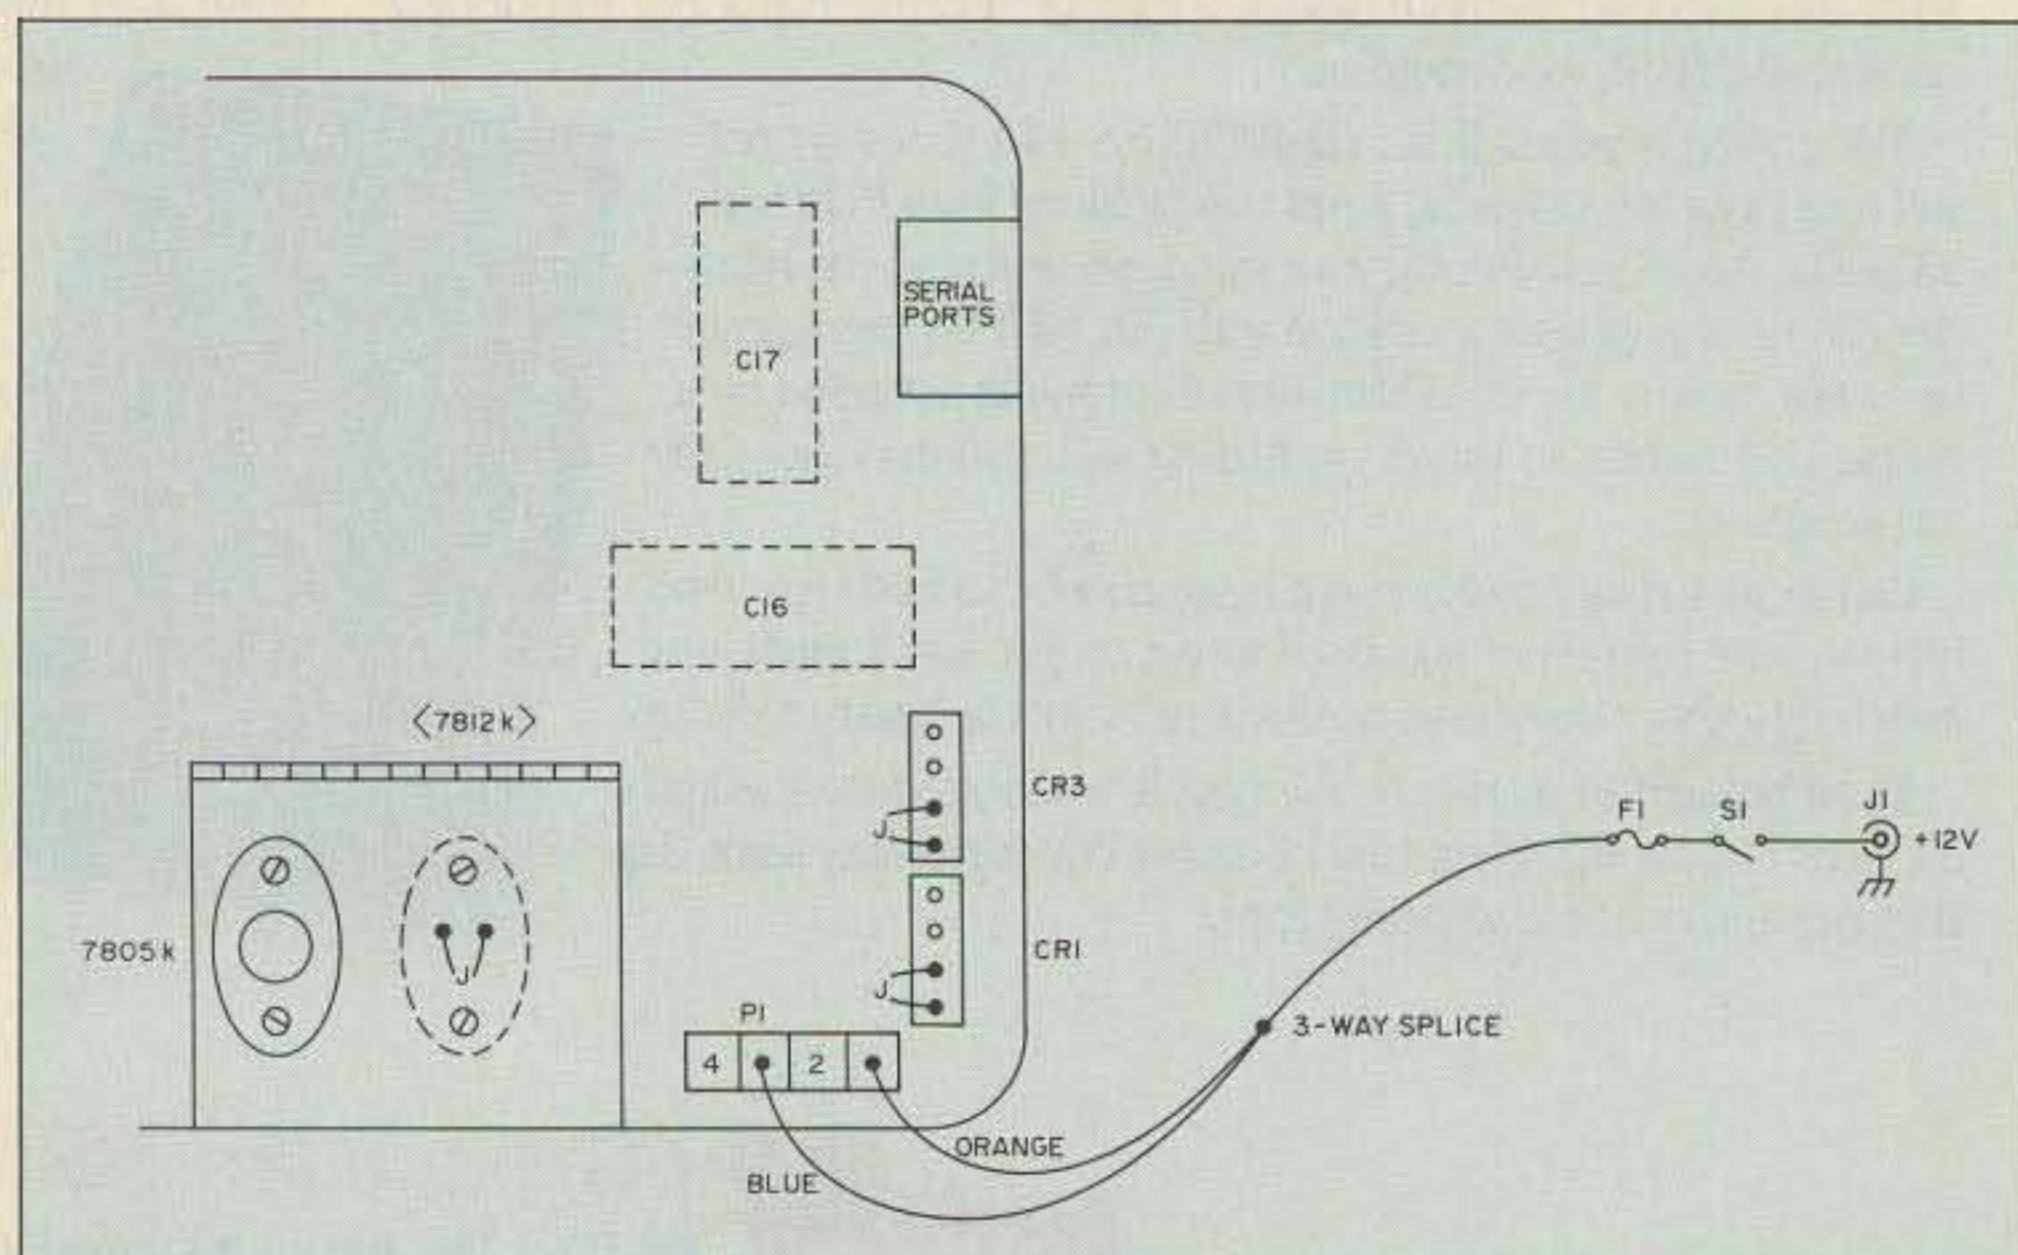 SERIAL
PORTS
C17
C16
<7812k>
CR3
J
F1
S1
J1
+12V
7805k
J
CR1
J
P1
4
2
3-WAY SPLICE
ORANGE
BLUE